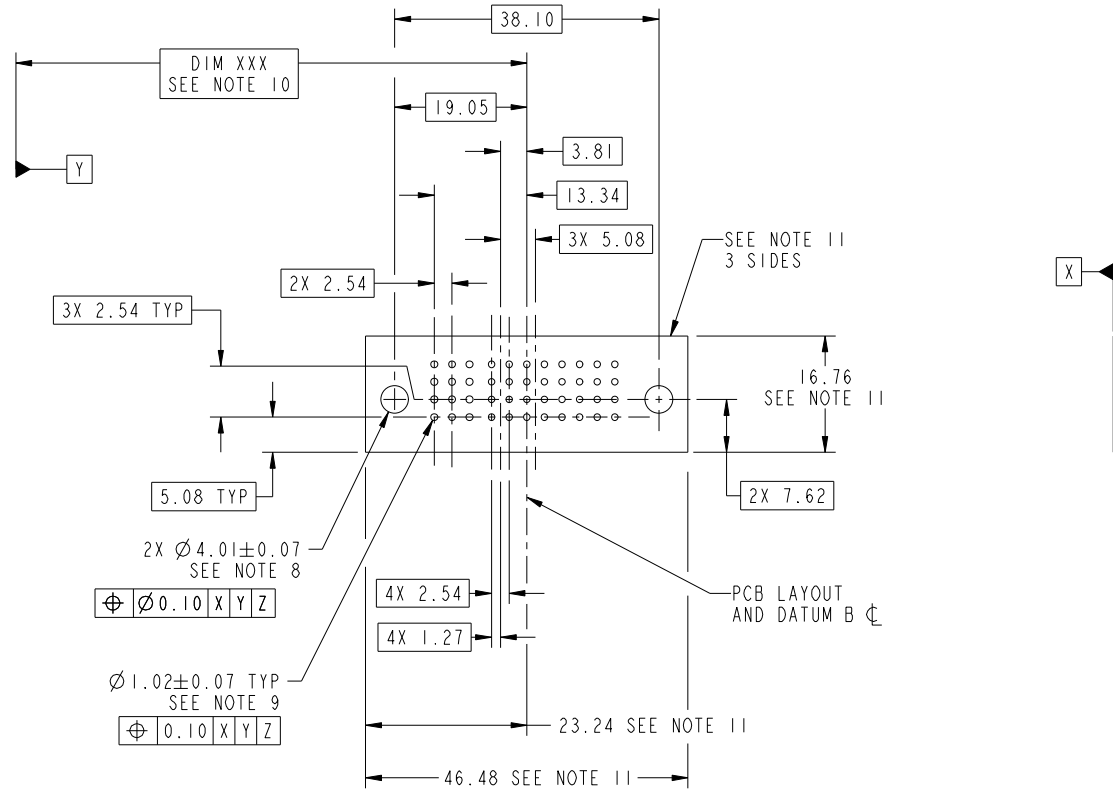 38.10
DIM XXX
SEE NOTE 10
19.05
3.81
Y
13.34
3X 5.08
SEE NOTE 11
3 SIDES
X
2X 2.54
3X 2.54 TYP
16.76
SEE NOTE 11
5.08 TYP
2X 7.62
2X Ø4.01±0.07
SEE NOTE 8
⌖ Ø0.10 X Y Z
4X 2.54
PCB LAYOUT
AND DATUM B ℄
4X 1.27
Ø1.02±0.07 TYP
SEE NOTE 9
⌖ 0.10 X Y Z
23.24 SEE NOTE 11
46.48 SEE NOTE 11